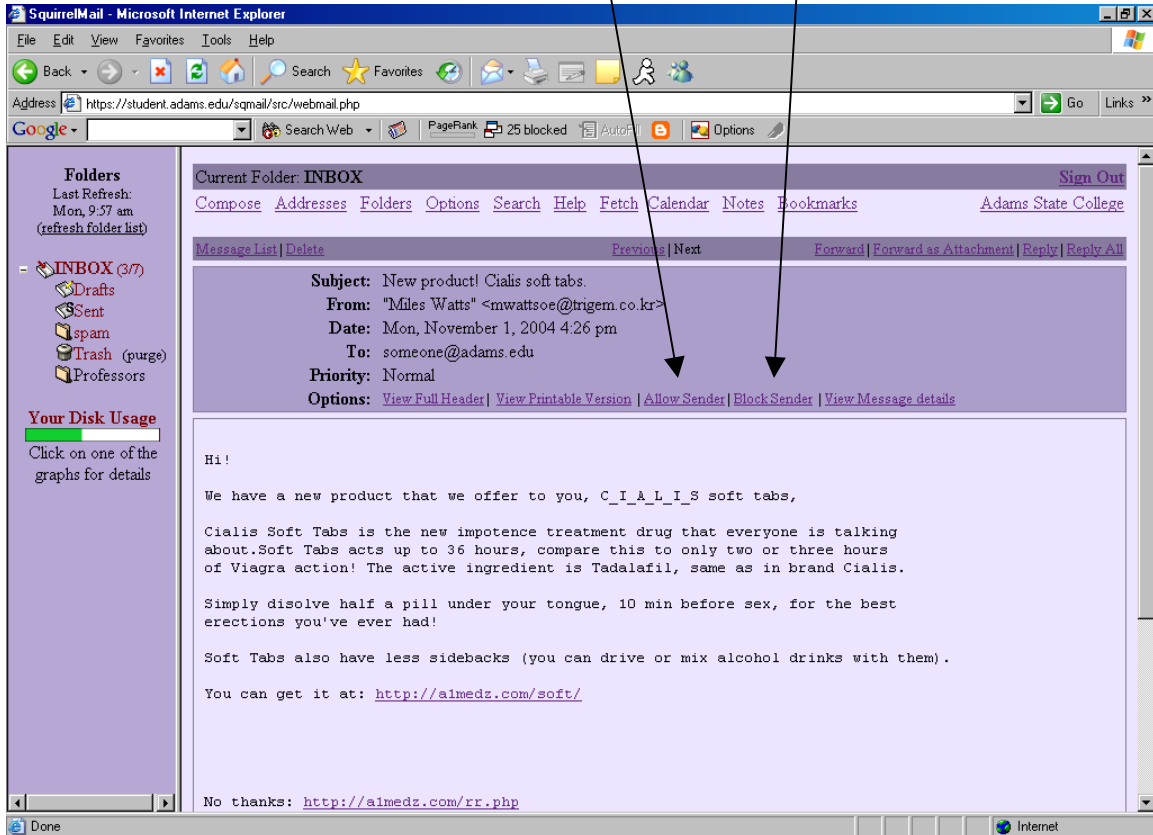 SquirrelMail - Microsoft Internet Explorer
File Edit View Favorites Tools Help
Back Search Favorites
Address https://student.adams.edu/sqmail/src/webmail.php Go Links »
Google - Search Web PageRank 25 blocked AutoFill Options
Folders
Last Refresh:
Mon, 9:57 am
(refresh folder list)
- INBOX (3/7)
Drafts
Sent
spam
Trash (purge)
Professors
Your Disk Usage
Click on one of the
graphs for details
Current Folder: INBOX Sign Out
Compose Addresses Folders Options Search Help Fetch Calendar Notes Bookmarks Adams State College
Message List | Delete Previous | Next Forward | Forward as Attachment | Reply | Reply All
Subject: New product! Cialis soft tabs.
From: "Miles Watts" <mwattsoe@trigem.co.kr>
Date: Mon, November 1, 2004 4:26 pm
To: someone@adams.edu
Priority: Normal
Options: View Full Header | View Printable Version | Allow Sender | Block Sender | View Message details
Hi!
We have a new product that we offer to you, C_I_A_L_I_S soft tabs,
Cialis Soft Tabs is the new impotence treatment drug that everyone is talking
about.Soft Tabs acts up to 36 hours, compare this to only two or three hours
of Viagra action! The active ingredient is Tadalafil, same as in brand Cialis.
Simply disolve half a pill under your tongue, 10 min before sex, for the best
erections you've ever had!
Soft Tabs also have less sidebacks (you can drive or mix alcohol drinks with them).
You can get it at: http://a1medz.com/soft/
No thanks: http://a1medz.com/rr.php
Done Internet